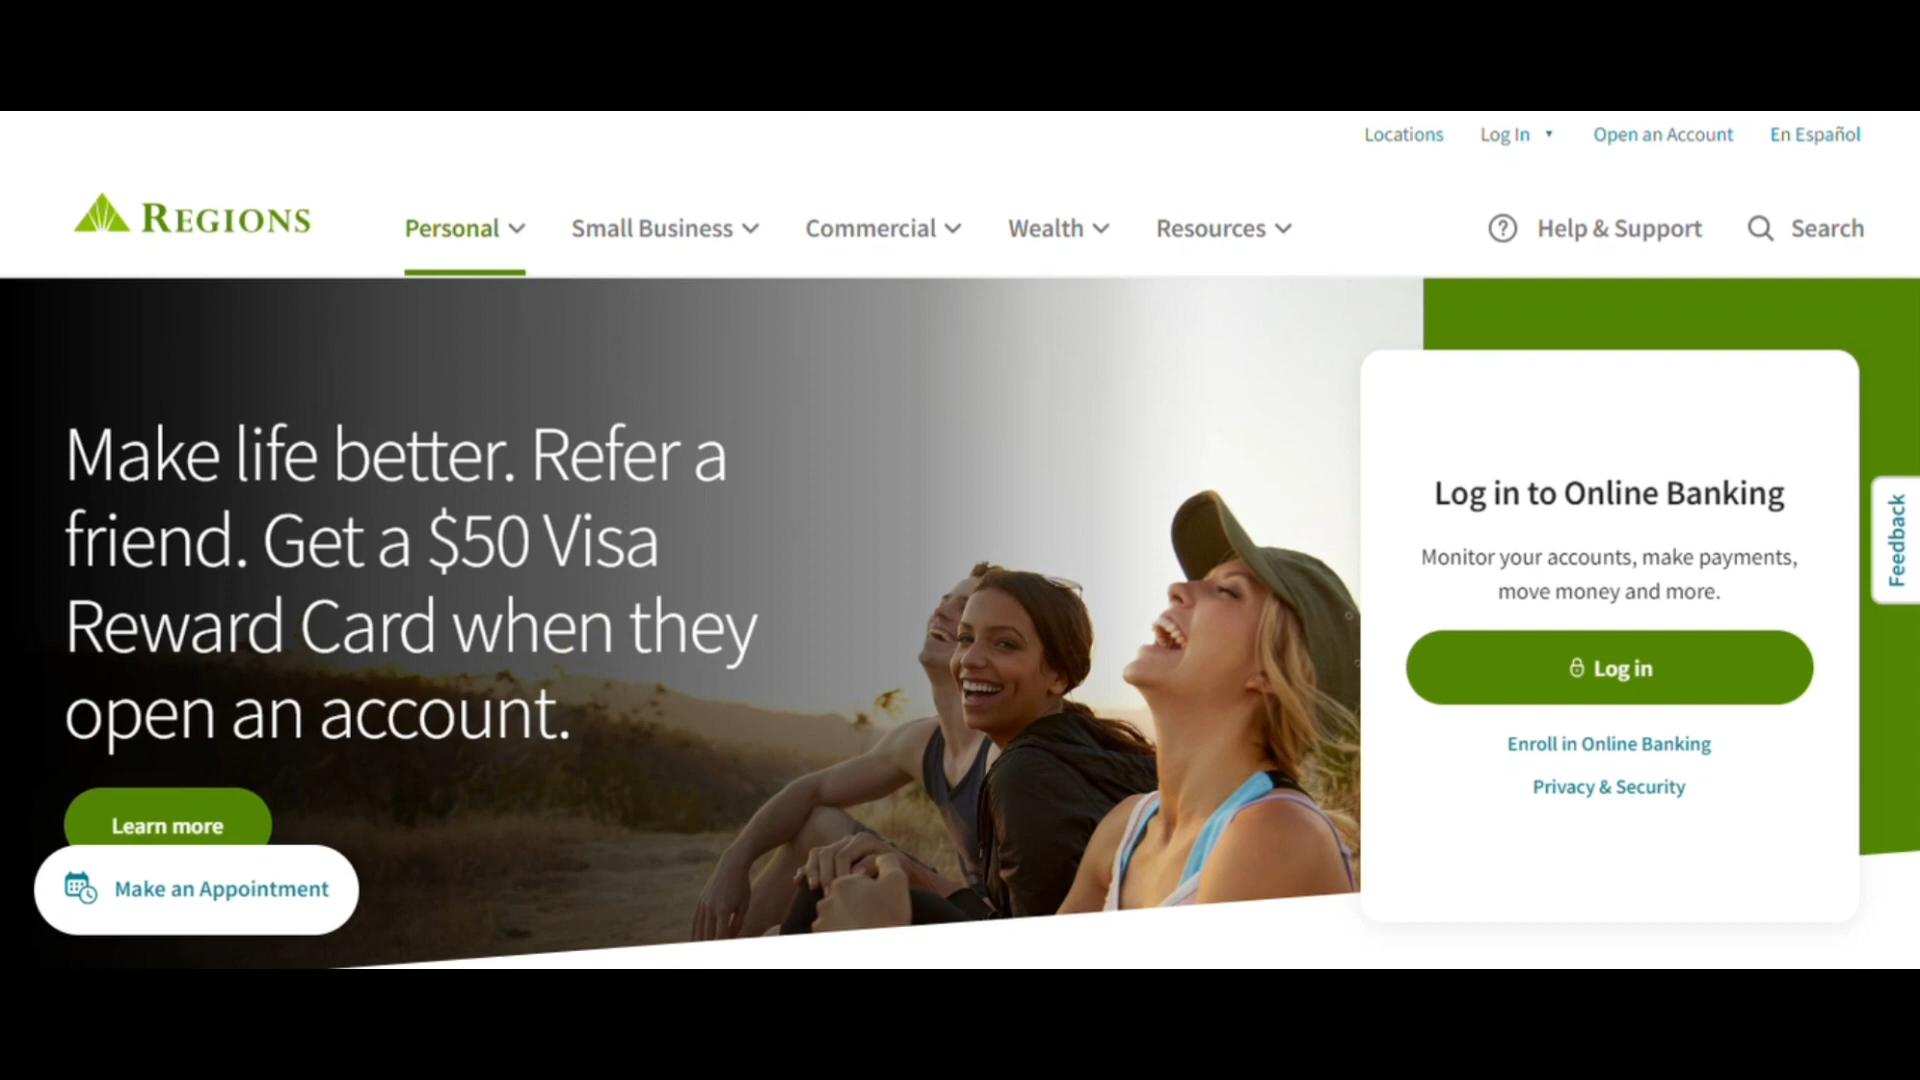 Locations Log In Open an Account En Español
REGIONS Personal Small Business Commercial Wealth Resources Help & Support Search
Make life better. Refer a
friend. Get a $50 Visa
Reward Card when they
open an account.
Learn more
Make an Appointment
Log in to Online Banking
Monitor your accounts, make payments,
move money and more.
Log in
Enroll in Online Banking
Privacy & Security
Feedback